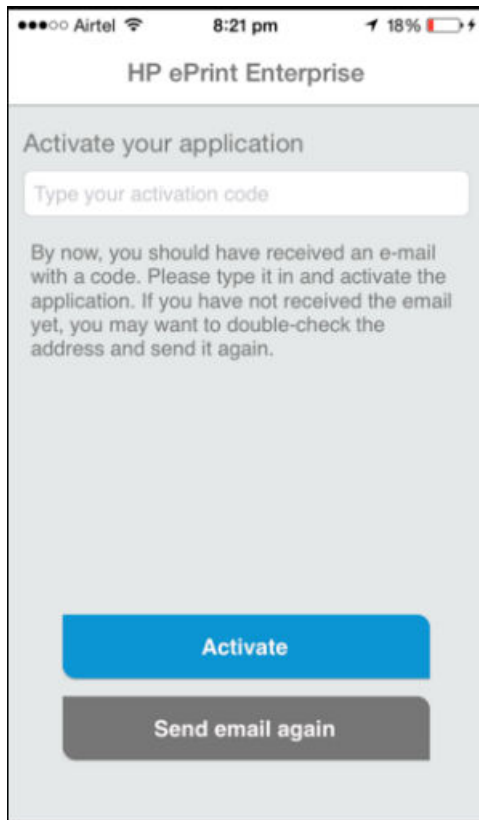 Airtel 8:21 pm 18%
HP ePrint Enterprise
Activate your application
Type your activation code
By now, you should have received an e-mail
with a code. Please type it in and activate the
application. If you have not received the email
yet, you may want to double-check the
address and send it again.
Activate
Send email again